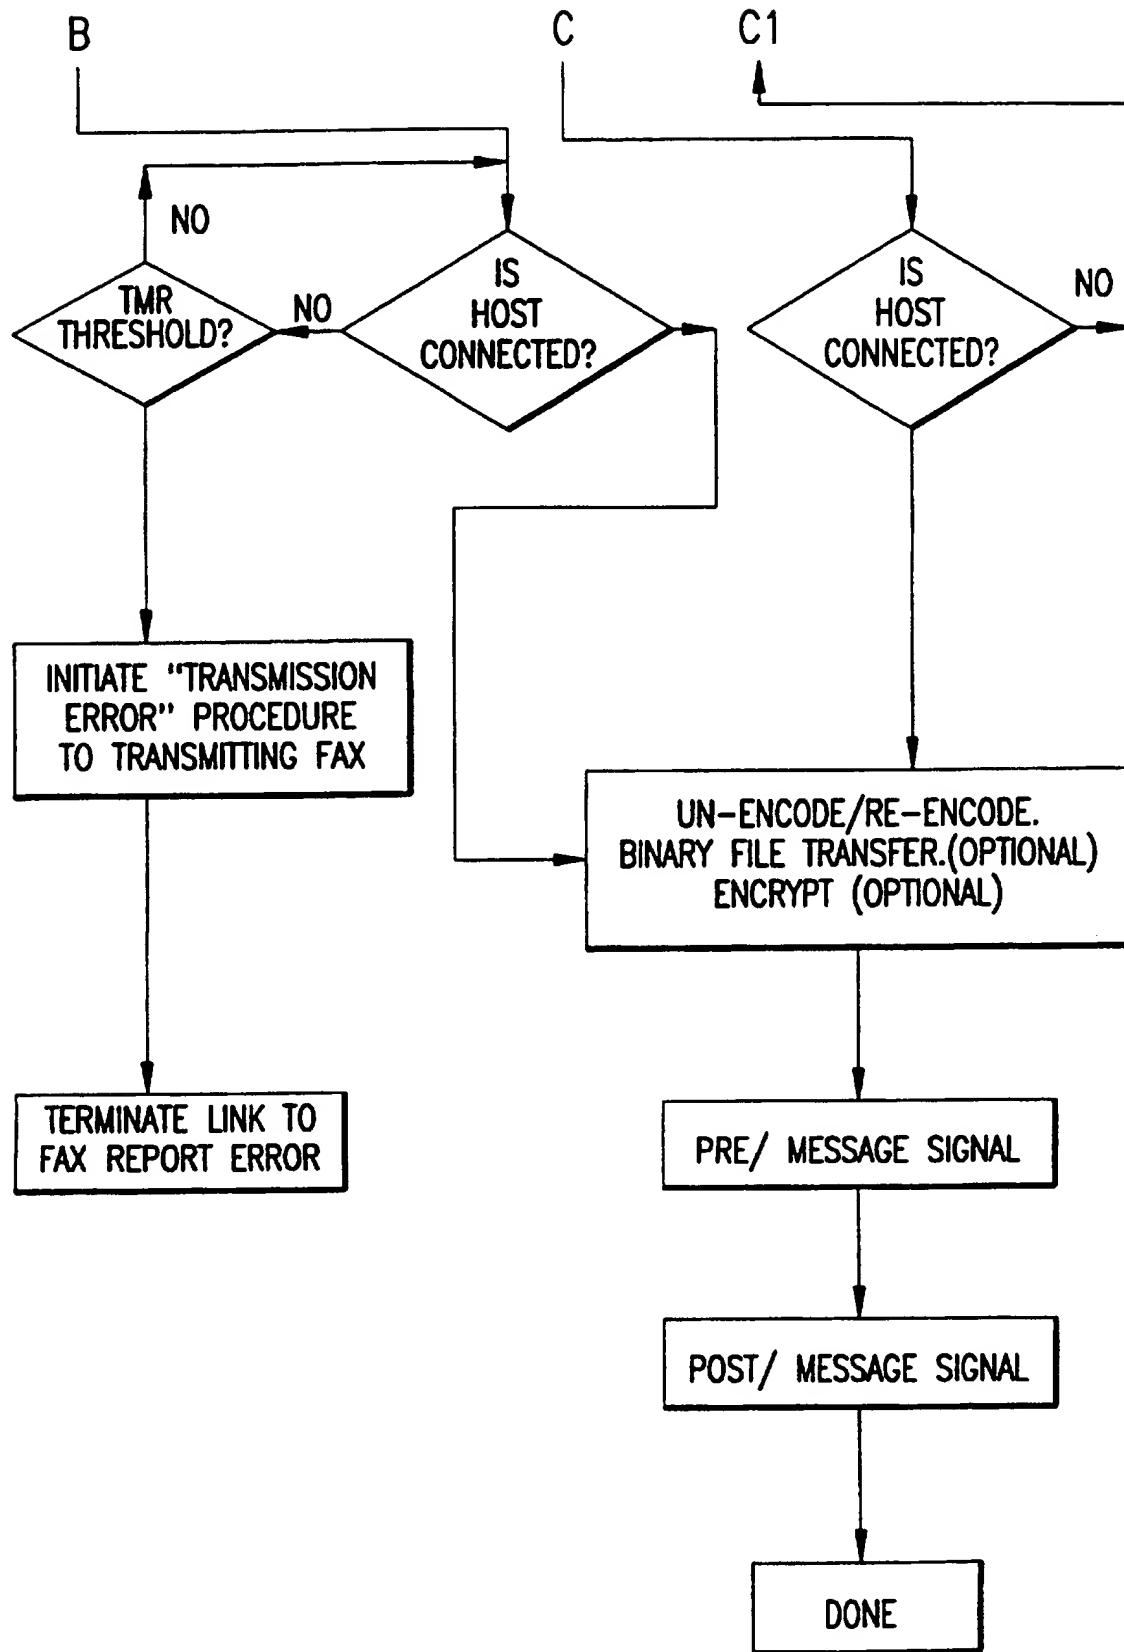 B
C
C1
NO
TMR
THRESHOLD?
NO
IS
HOST
CONNECTED?
IS
HOST
CONNECTED?
NO
INITIATE "TRANSMISSION
ERROR" PROCEDURE
TO TRANSMITTING FAX
UN-ENCODE/RE-ENCODE.
BINARY FILE TRANSFER.(OPTIONAL)
ENCRYPT (OPTIONAL)
TERMINATE LINK TO
FAX REPORT ERROR
PRE/ MESSAGE SIGNAL
POST/ MESSAGE SIGNAL
DONE